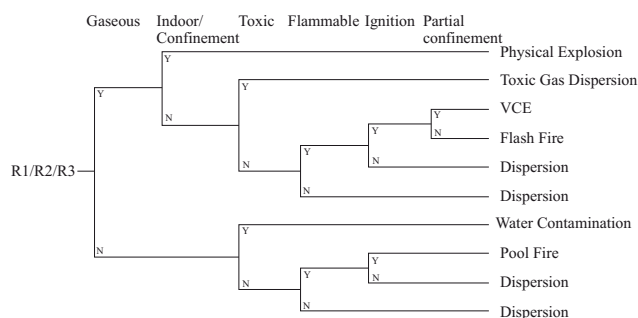 Gaseous Indoor/ Toxic Flammable Ignition Partial
Confinement confinement
Y Physical Explosion
Y Toxic Gas Dispersion
Y
Y VCE
N Y
N Flash Fire
Y
N N Dispersion
R1/R2/R3
N Dispersion
Y Water Contamination
N
Y Pool Fire
Y
N N Dispersion
N Dispersion